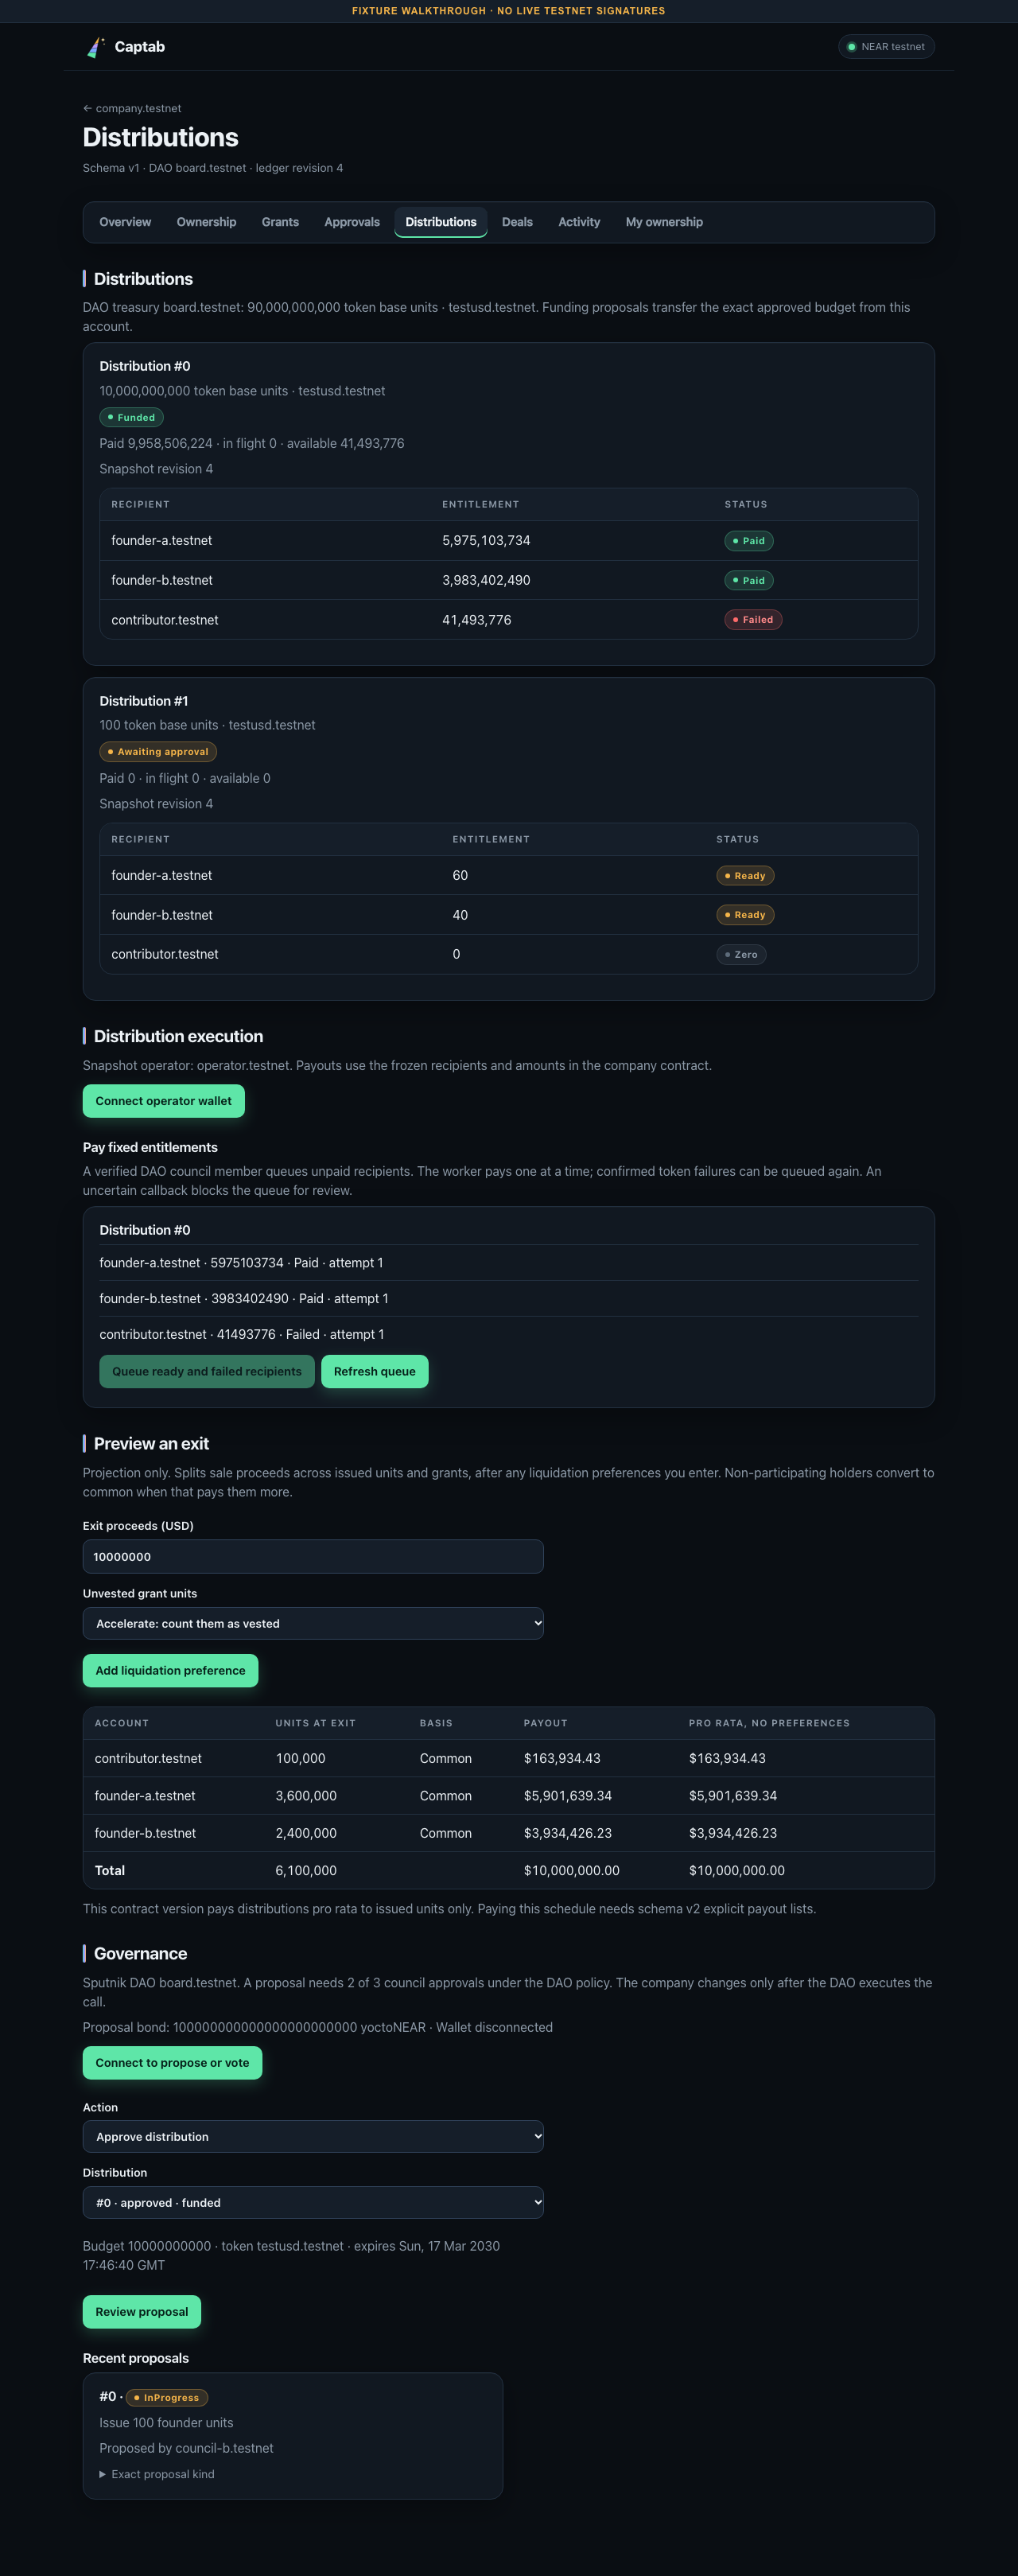 FIXTURE WALKTHROUGH · NO LIVE TESTNET SIGNATURES
Captab
NEAR testnet
← company.testnet
Distributions
Schema v1 · DAO board.testnet · ledger revision 4
Overview Ownership Grants Approvals Distributions Deals Activity My ownership
Distributions
DAO treasury board.testnet: 90,000,000,000 token base units · testusd.testnet. Funding proposals transfer the exact approved budget from this
account.
Distribution #0
10,000,000,000 token base units · testusd.testnet
Funded
Paid 9,958,506,224 · in flight 0 · available 41,493,776
Snapshot revision 4
RECIPIENT ENTITLEMENT STATUS
founder-a.testnet 5,975,103,734 Paid
founder-b.testnet 3,983,402,490 Paid
contributor.testnet 41,493,776 Failed
Distribution #1
100 token base units · testusd.testnet
Awaiting approval
Paid 0 · in flight 0 · available 0
Snapshot revision 4
RECIPIENT ENTITLEMENT STATUS
founder-a.testnet 60 Ready
founder-b.testnet 40 Ready
contributor.testnet 0 Zero
Distribution execution
Snapshot operator: operator.testnet. Payouts use the frozen recipients and amounts in the company contract.
Connect operator wallet
Pay fixed entitlements
A verified DAO council member queues unpaid recipients. The worker pays one at a time; confirmed token failures can be queued again. An
uncertain callback blocks the queue for review.
Distribution #0
founder-a.testnet · 5975103734 · Paid · attempt 1
founder-b.testnet · 3983402490 · Paid · attempt 1
contributor.testnet · 41493776 · Failed · attempt 1
Queue ready and failed recipients Refresh queue
Preview an exit
Projection only. Splits sale proceeds across issued units and grants, after any liquidation preferences you enter. Non-participating holders convert to
common when that pays them more.
Exit proceeds (USD)
10000000
Unvested grant units
Accelerate: count them as vested
Add liquidation preference
ACCOUNT UNITS AT EXIT BASIS PAYOUT PRO RATA, NO PREFERENCES
contributor.testnet 100,000 Common $163,934.43 $163,934.43
founder-a.testnet 3,600,000 Common $5,901,639.34 $5,901,639.34
founder-b.testnet 2,400,000 Common $3,934,426.23 $3,934,426.23
Total 6,100,000 $10,000,000.00 $10,000,000.00
This contract version pays distributions pro rata to issued units only. Paying this schedule needs schema v2 explicit payout lists.
Governance
Sputnik DAO board.testnet. A proposal needs 2 of 3 council approvals under the DAO policy. The company changes only after the DAO executes the
call.
Proposal bond: 100000000000000000000000 yoctoNEAR · Wallet disconnected
Connect to propose or vote
Action
Approve distribution
Distribution
#0 · approved · funded
Budget 10000000000 · token testusd.testnet · expires Sun, 17 Mar 2030
17:46:40 GMT
Review proposal
Recent proposals
#0 · InProgress
Issue 100 founder units
Proposed by council-b.testnet
▶ Exact proposal kind